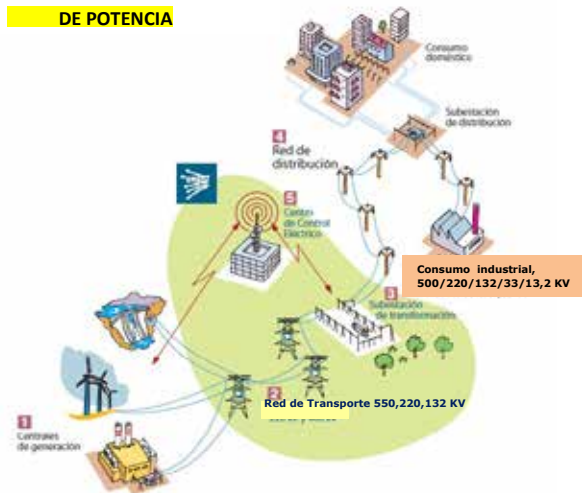 DE POTENCIA
Consumo
doméstico
Subestación
de distribución
4
Red de
distribución
5
Centro
de Control
Eléctrico
Consumo industrial,
500/220/132/33/13,2 KV
3
Subestación
de transformación
2
Red de Transporte 550,220,132 KV
1
Centrales
de generación